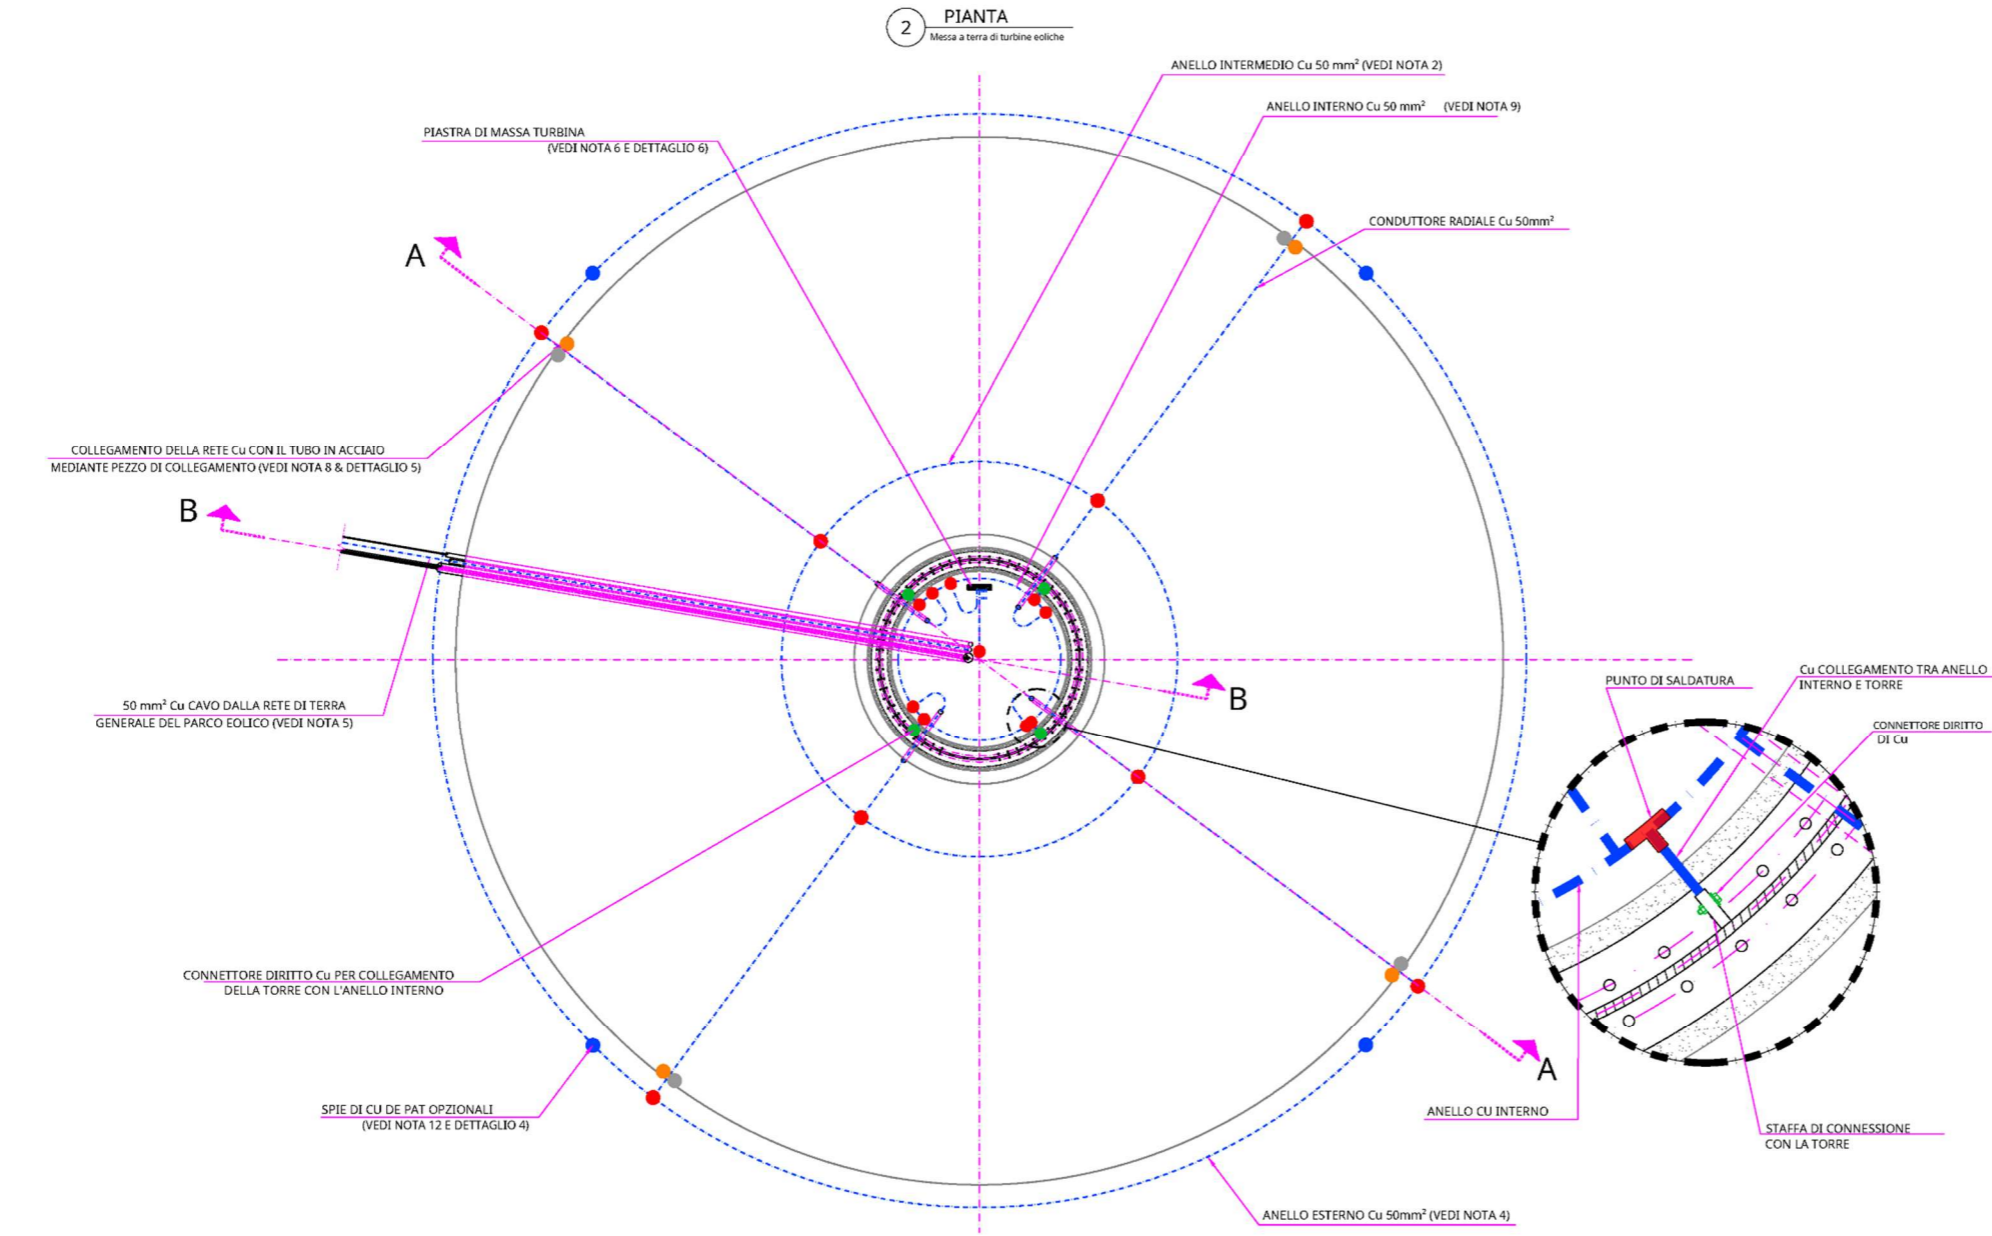 2
PIANTA
Messa a terra di turbine eoliche
ANELLO INTERMEDIO Cu 50 mm² (VEDI NOTA 2)
ANELLO INTERNO Cu 50 mm² (VEDI NOTA 9)
PIASTRA DI MASSA TURBINA
(VEDI NOTA 6 E DETTAGLIO 6)
CONDUTTORE RADIALE Cu 50mm²
A
COLLEGAMENTO DELLA RETE Cu CON IL TUBO IN ACCIAIO
MEDIANTE PEZZO DI COLLEGAMENTO (VEDI NOTA 8 & DETTAGLIO 5)
B
50 mm² Cu CAVO DALLA RETE DI TERRA
GENERALE DEL PARCO EOLICO (VEDI NOTA 5)
B
PUNTO DI SALDATURA
Cu COLLEGAMENTO TRA ANELLO
INTERNO E TORRE
CONNETTORE DIRITTO
DI Cu
CONNETTORE DIRITTO Cu PER COLLEGAMENTO
DELLA TORRE CON L'ANELLO INTERNO
A
SPIE DI CU DE PAT OPZIONALI
(VEDI NOTA 12 E DETTAGLIO 4)
ANELLO CU INTERNO
STAFFA DI CONNESSIONE
CON LA TORRE
ANELLO ESTERNO Cu 50mm² (VEDI NOTA 4)